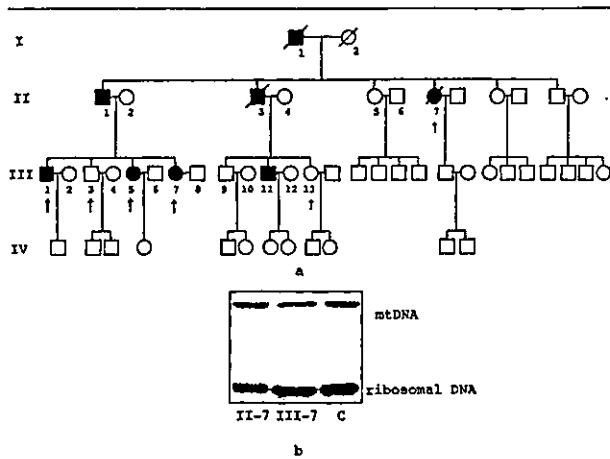 I
1 2
II
1 2 3 4 5 6 7
III
1 2 3 4 5 6 7 8 9 10 11 12 13
IV
a
mtDNA
ribosomal DNA
II-7 III-7 C
b